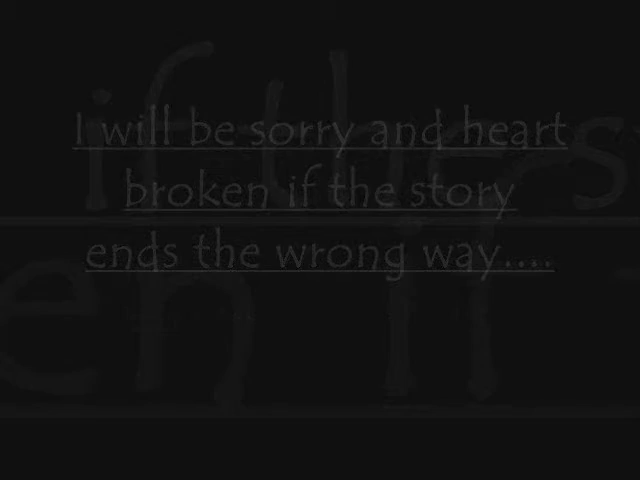 I will be sorry and heart
broken if the story
ends the wrong way....